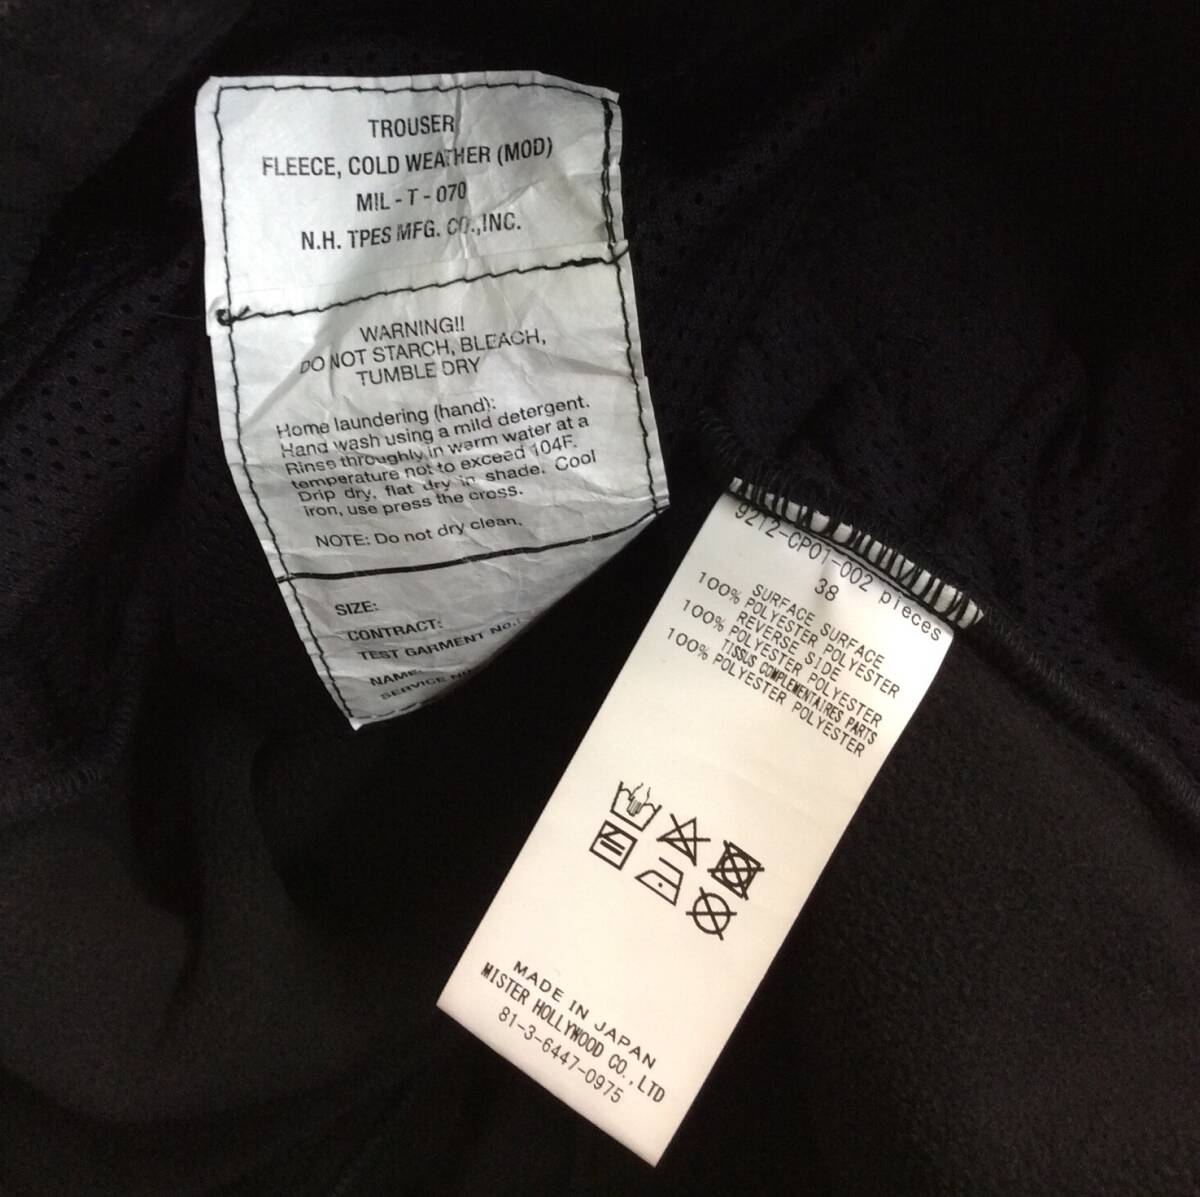 TROUSER
FLEECE, COLD WEATHER (MOD)
MIL-T-070
N.H. TPES MFG. CO.,INC.
WARNING!!
DO NOT STARCH, BLEACH,
TUMBLE DRY
Home laundering (hand):
Hand wash using a mild detergent.
Rinse throughly in warm water at a
temperature not to exceed 104F.
Drip dry, flat dry in shade. Cool
iron, use press the cross.
NOTE: Do not dry clean.
SIZE:
CONTRACT:
TEST GARMENT No.:
NAME
SERVICE
9212-CP01-002 pieces
38
SURFACE SURFACE
100% POLYESTER POLYESTER
REVERSE SIDE
100% POLYESTER POLYESTER
TISSUS COMPLEMENTAIRES PARTS
100% POLYESTER POLYESTER
MADE IN JAPAN
MISTER HOLLYWOOD CO.,LTD
81-3-6447-0975